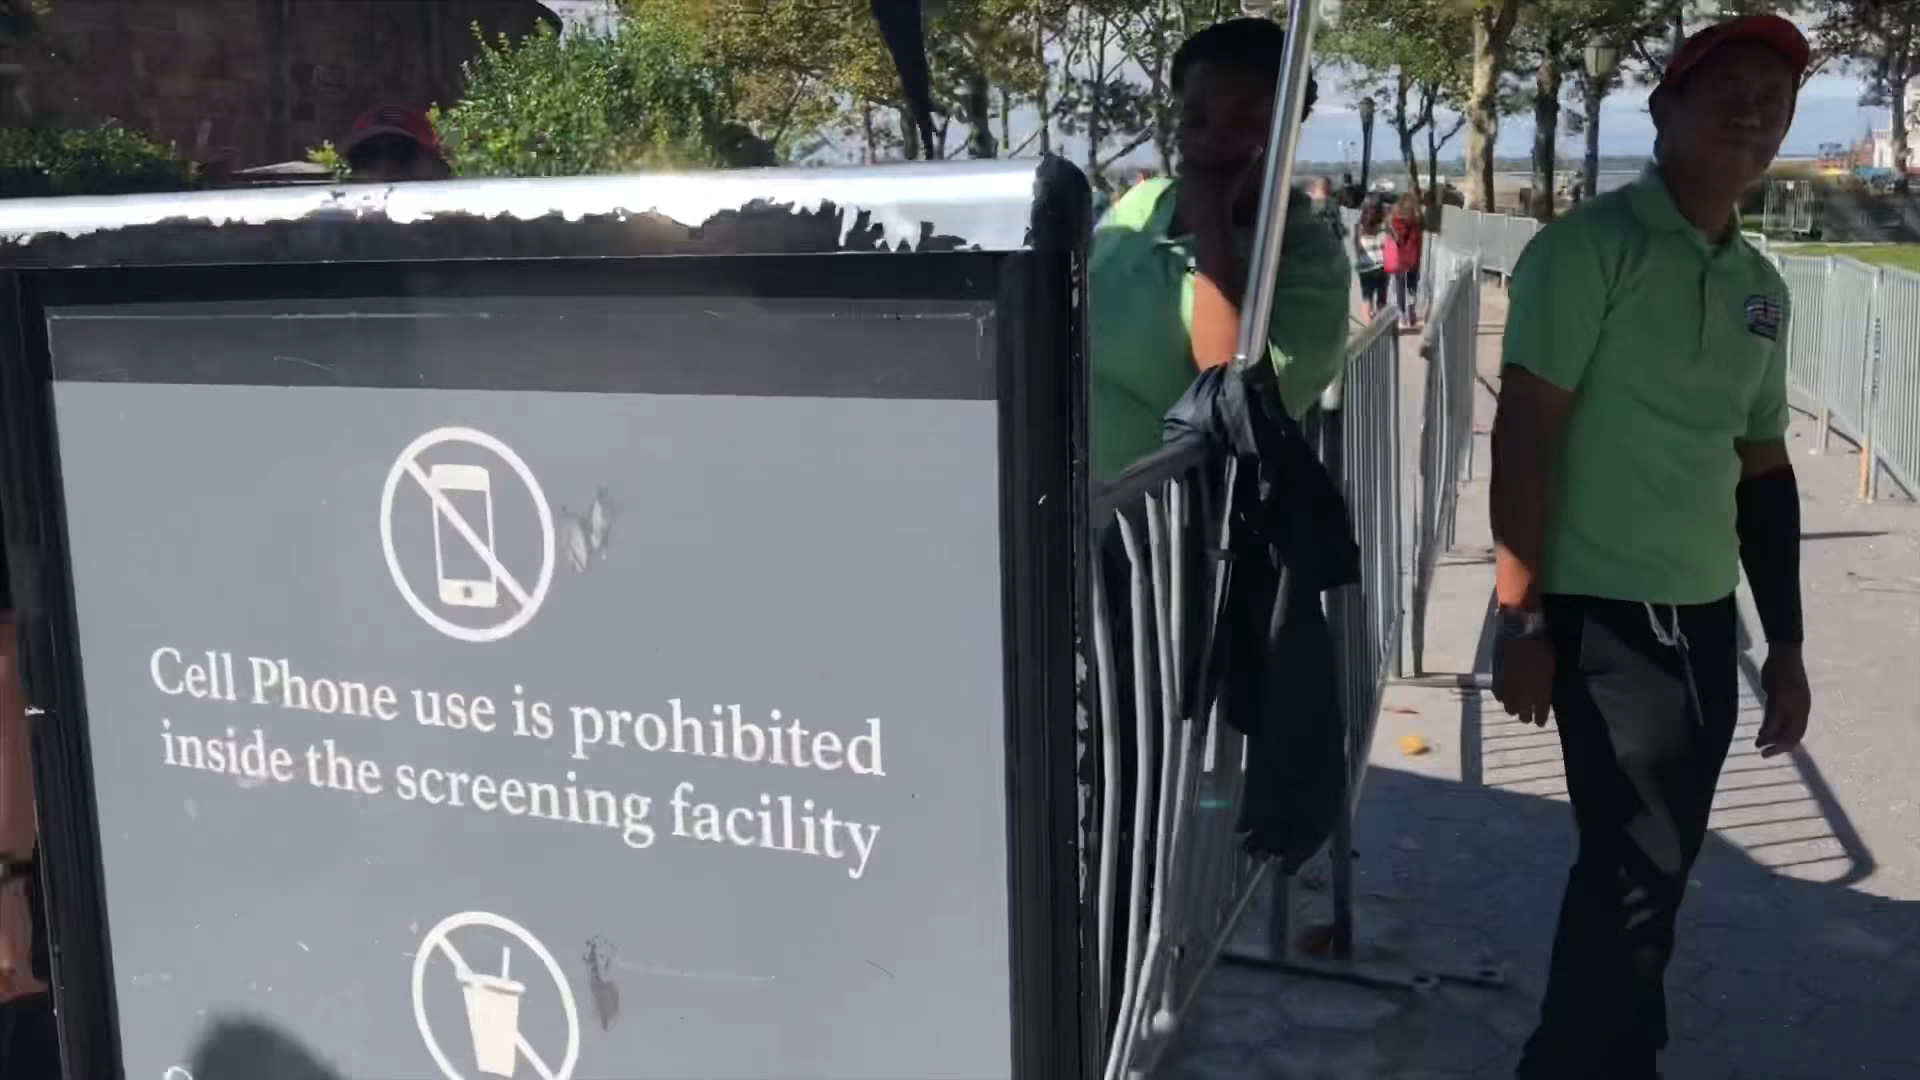 Cell Phone use is prohibited
inside the screening facility